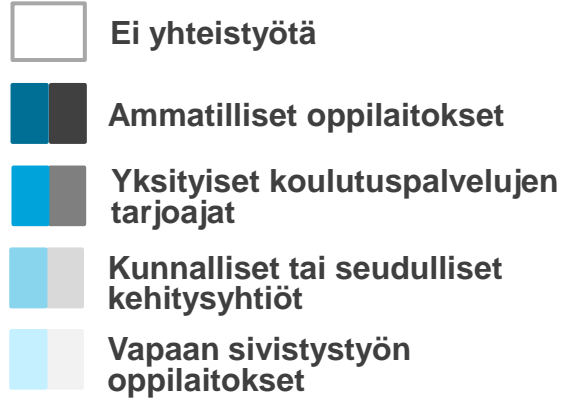 Ei yhteistyötä
Ammatilliset oppilaitokset
Yksityiset koulutuspalvelujen
tarjoajat
Kunnalliset tai seudulliset
kehitysyhtiöt
Vapaan sivistystyön
oppilaitokset